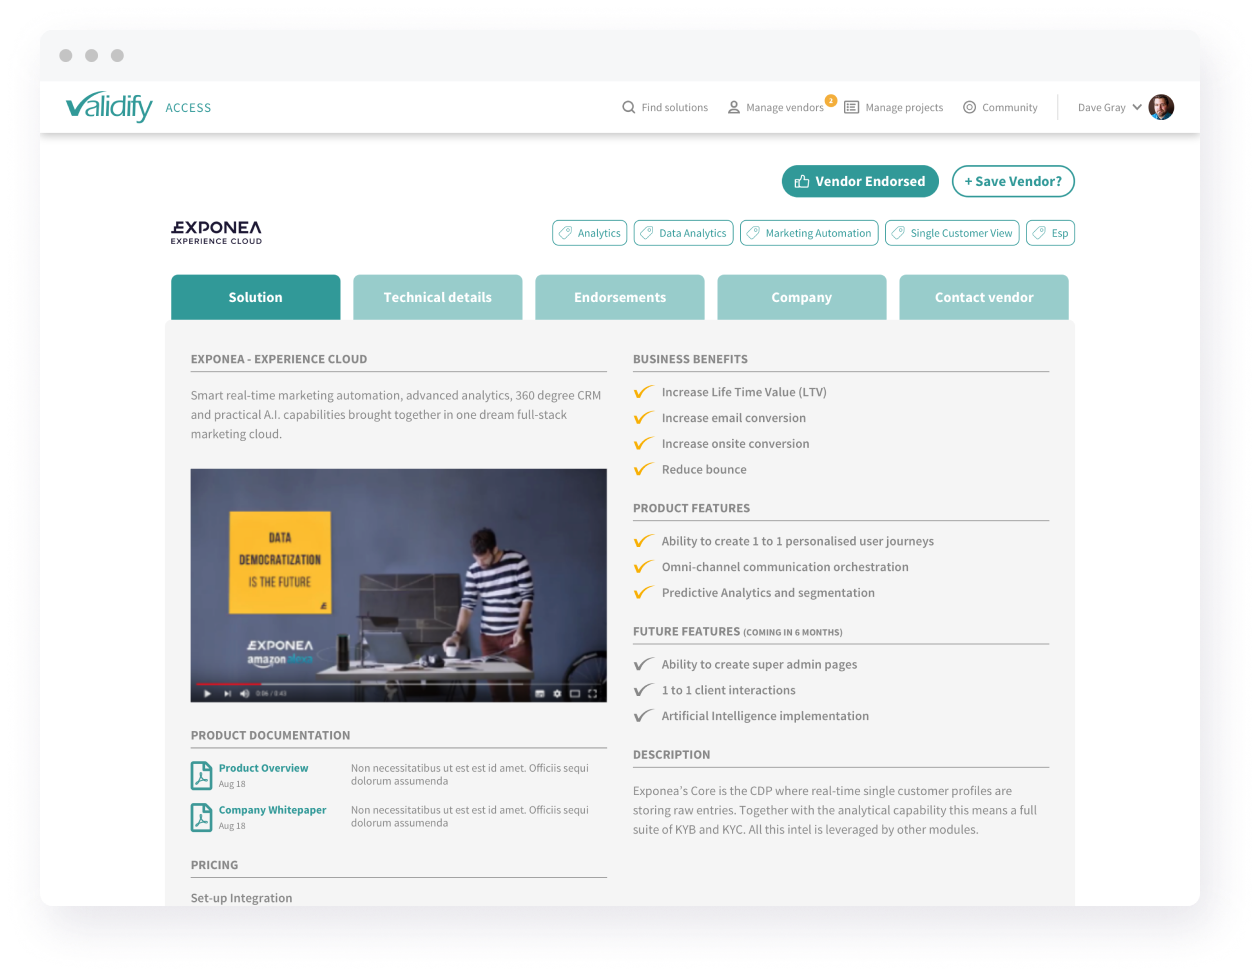 Validify ACCESS
Find solutions
Manage vendors
2
Manage projects
Community
Dave Gray
Vendor Endorsed
+ Save Vendor?
EXPONEA
EXPERIENCE CLOUD
Analytics
Data Analytics
Marketing Automation
Single Customer View
Esp
Solution
Technical details
Endorsements
Company
Contact vendor
EXPONEA - EXPERIENCE CLOUD
Smart real-time marketing automation, advanced analytics, 360 degree CRM
and practical A.I. capabilities brought together in one dream full-stack
marketing cloud.
DATA
DEMOCRATIZATION
IS THE FUTURE
EXPONEA
amazon alexa
0:06 / 0:43
PRODUCT DOCUMENTATION
Product Overview
Aug 18
Non necessitatibus ut est est id amet. Officiis sequi
dolorum assumenda
Company Whitepaper
Aug 18
Non necessitatibus ut est est id amet. Officiis sequi
dolorum assumenda
PRICING
Set-up Integration
BUSINESS BENEFITS
Increase Life Time Value (LTV)
Increase email conversion
Increase onsite conversion
Reduce bounce
PRODUCT FEATURES
Ability to create 1 to 1 personalised user journeys
Omni-channel communication orchestration
Predictive Analytics and segmentation
FUTURE FEATURES (COMING IN 6 MONTHS)
Ability to create super admin pages
1 to 1 client interactions
Artificial Intelligence implementation
DESCRIPTION
Exponea's Core is the CDP where real-time single customer profiles are
storing raw entries. Together with the analytical capability this means a full
suite of KYB and KYC. All this intel is leveraged by other modules.